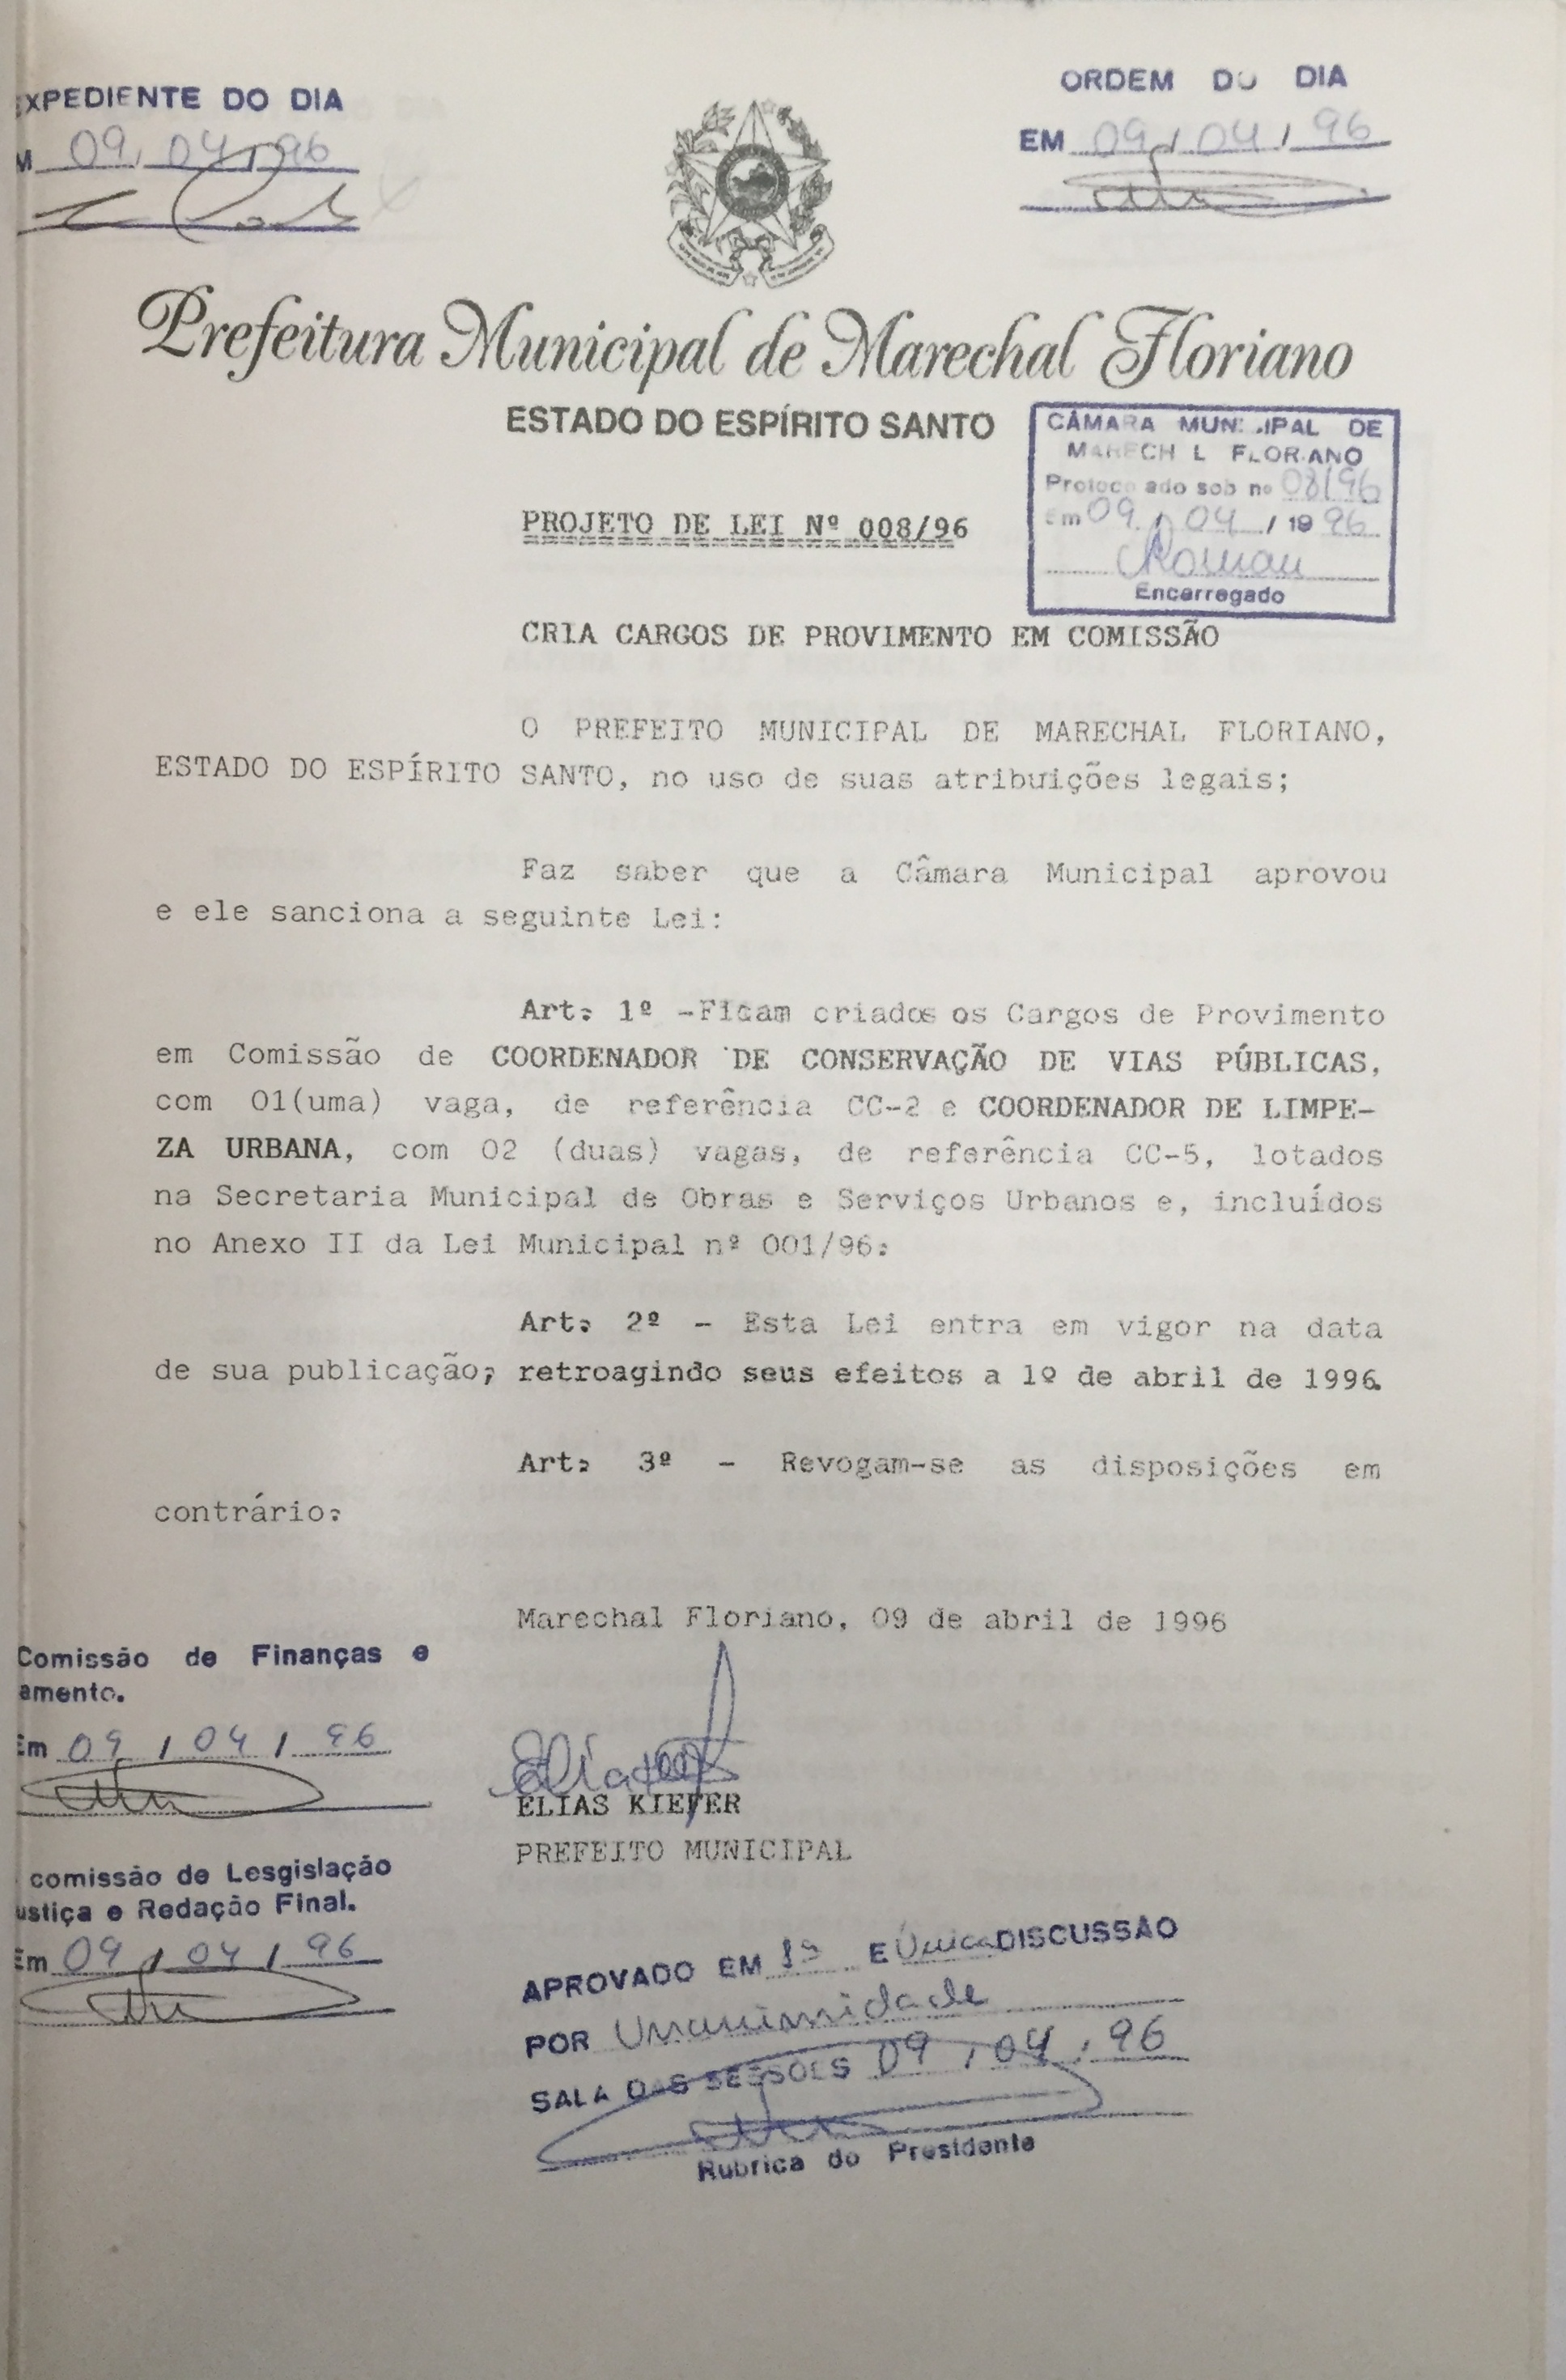 XPEDIENTE DO DIA
M 09, 04, 96
ORDEM DO DIA
EM 09 / 04 / 96
Prefeitura Municipal de Marechal Floriano
ESTADO DO ESPÍRITO SANTO
CÂMARA MUN IPAL DE
MARECH L FLORIANO
Protoco ado sob nº 08/96
Em 09 / 04 / 1996
Encarregado
PROJETO DE LEI Nº 008/96
CRIA CARGOS DE PROVIMENTO EM COMISSÃO
O PREFEITO MUNICIPAL DE MARECHAL FLORIANO,
ESTADO DO ESPÍRITO SANTO, no uso de suas atribuições legais;
Faz saber que a Câmara Municipal aprovou
e ele sanciona a seguinte Lei:
Art. 1º -Ficam criados os Cargos de Provimento
em Comissão de COORDENADOR DE CONSERVAÇÃO DE VIAS PÚBLICAS,
com 01(uma) vaga, de referência CC-2 e COORDENADOR DE LIMPE-
ZA URBANA, com 02 (duas) vagas, de referência CC-5, lotados
na Secretaria Municipal de Obras e Serviços Urbanos e, incluídos
no Anexo II da Lei Municipal nº 001/96.
Art. 2º - Esta Lei entra em vigor na data
de sua publicação, retroagindo seus efeitos a 1º de abril de 1996.
Art. 3º - Revogam-se as disposições em
contrário.
Marechal Floriano, 09 de abril de 1996
Comissão de Finanças e
amento.
Em 09 / 04 / 96
ELIAS KIEFER
PREFEITO MUNICIPAL
comissão de Lesgislação
ustiça e Redação Final.
Em 09 / 04 / 96
APROVADO EM 1ª E Única DISCUSSÃO
POR Unanimidade
SALA DAS SESSOES 09 / 04 / 96
Rubrica do Presidente